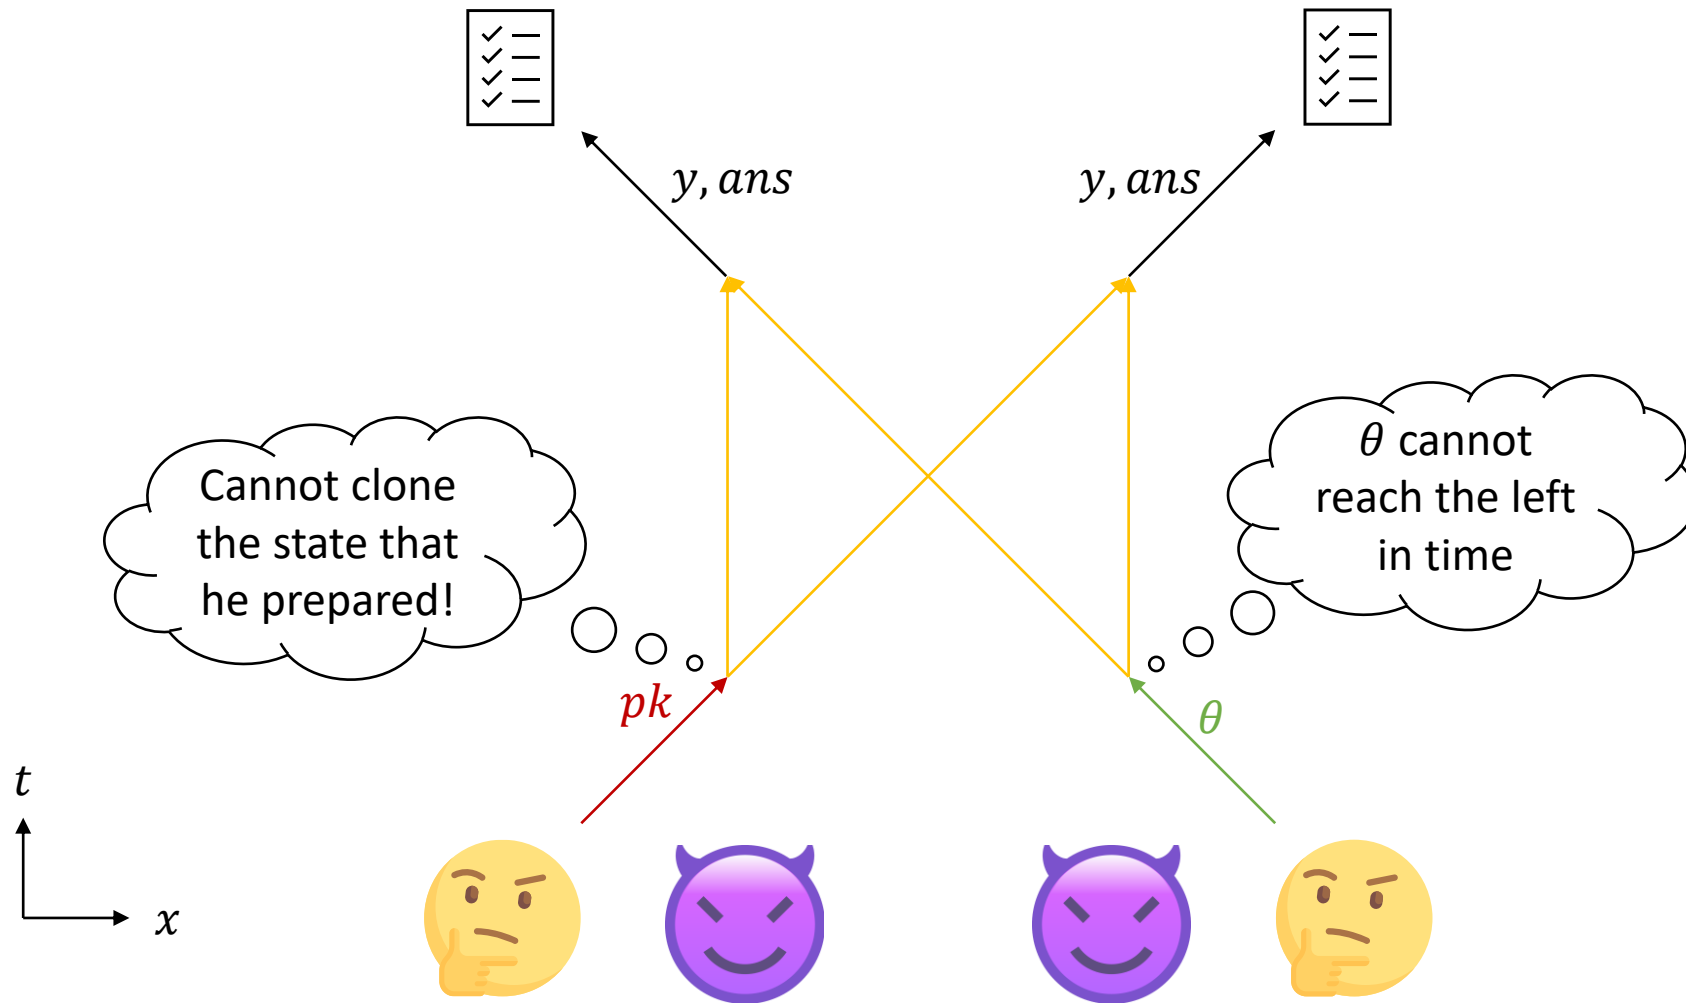 y, ans
y, ans
Cannot clone
the state that
he prepared!
θ cannot
reach the left
in time
pk
θ
t
x